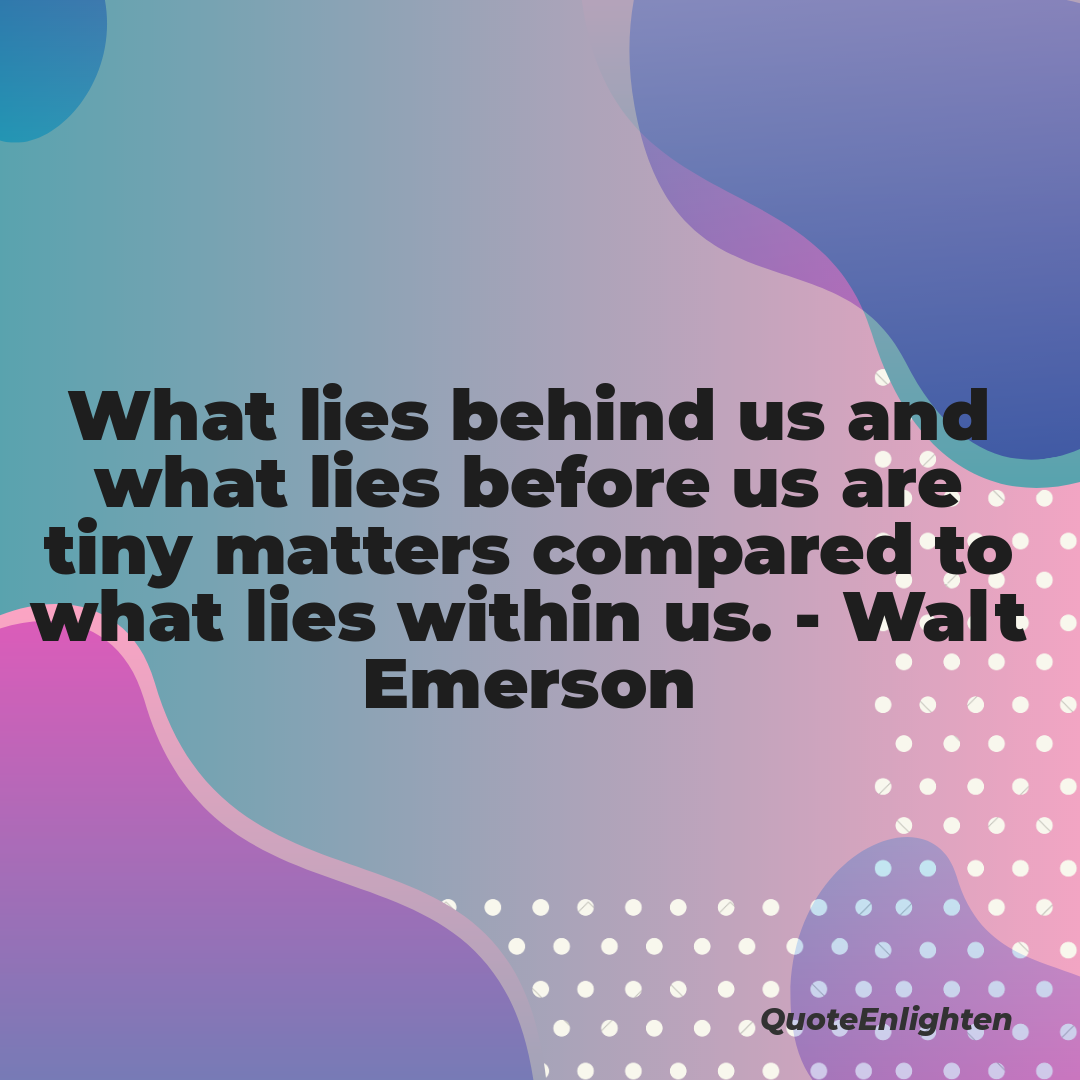 What lies behind us and
what lies before us are
tiny matters compared to
what lies within us. - Walt
Emerson
QuoteEnlighten